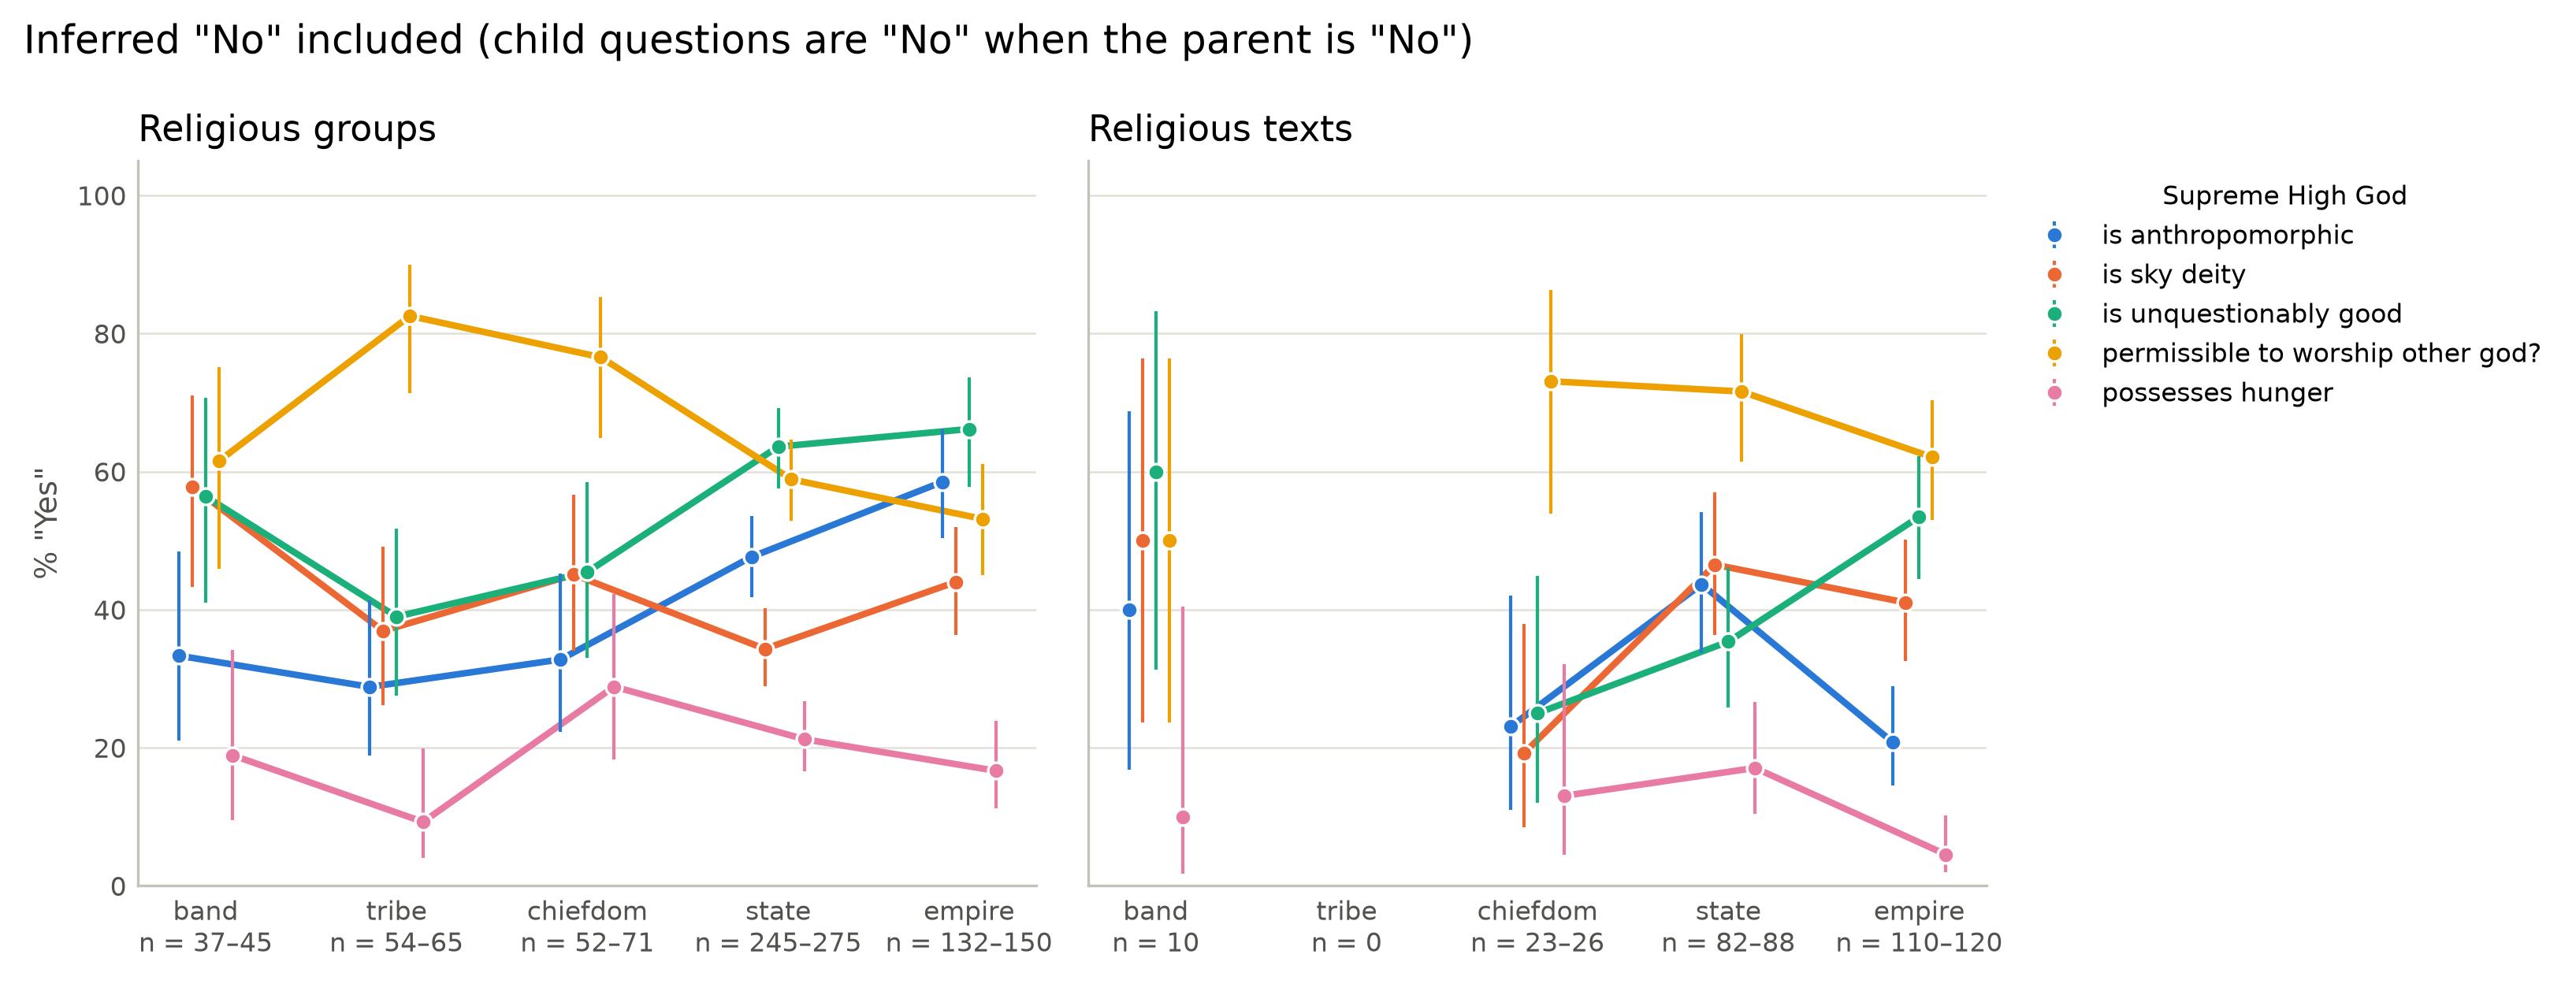 Inferred "No" included (child questions are "No" when the parent is "No")
Religious groups
Religious texts
% "Yes"
100
80
60
40
20
0
band
n = 37–45
tribe
n = 54–65
chiefdom
n = 52–71
state
n = 245–275
empire
n = 132–150
band
n = 10
tribe
n = 0
chiefdom
n = 23–26
state
n = 82–88
empire
n = 110–120
Supreme High God
is anthropomorphic
is sky deity
is unquestionably good
permissible to worship other god?
possesses hunger